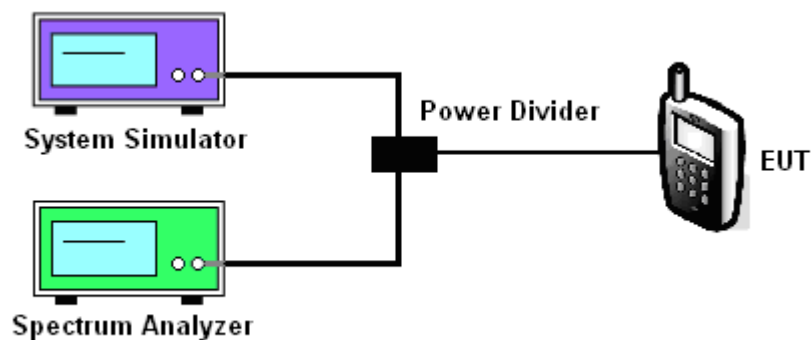 System Simulator
Power Divider
EUT
Spectrum Analyzer